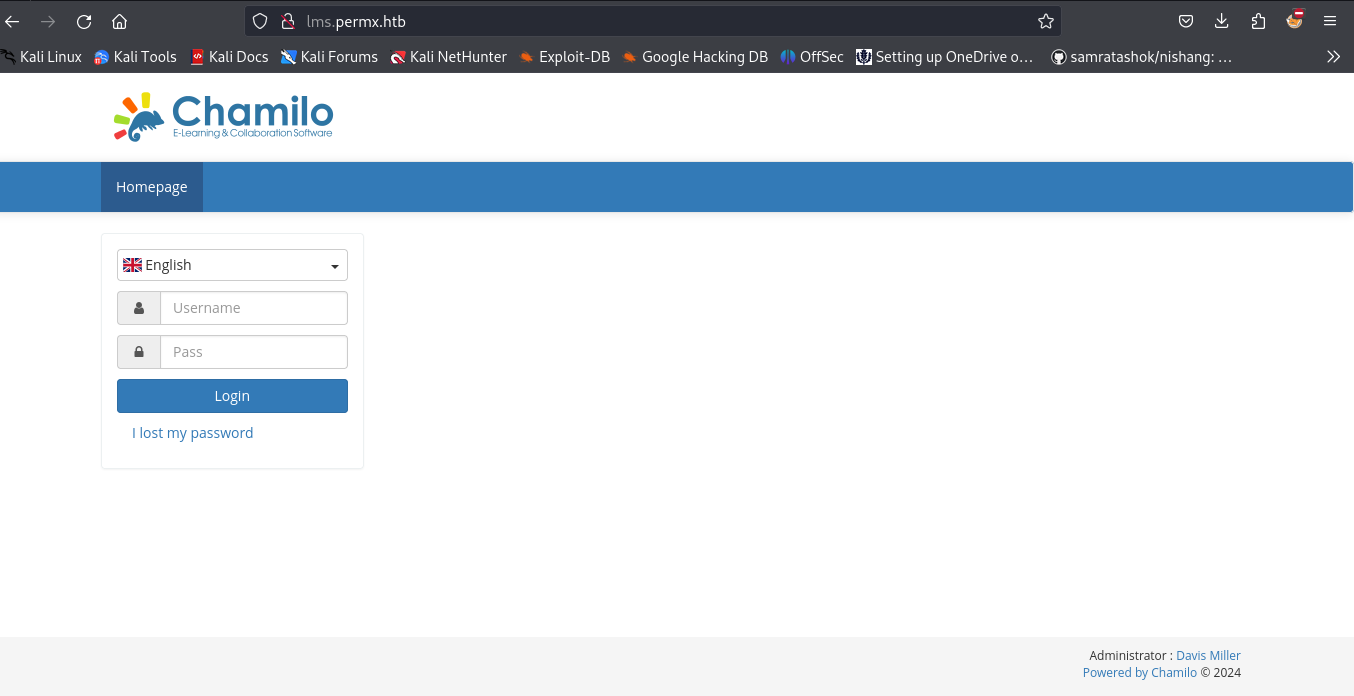 lms.permx.htb
Kali Linux Kali Tools Kali Docs Kali Forums Kali NetHunter Exploit-DB Google Hacking DB OffSec Setting up OneDrive o… samratashok/nishang: …
Chamilo
E-Learning & Collaboration Software
Homepage
English
Username
Pass
Login
I lost my password
Administrator : Davis Miller
Powered by Chamilo © 2024